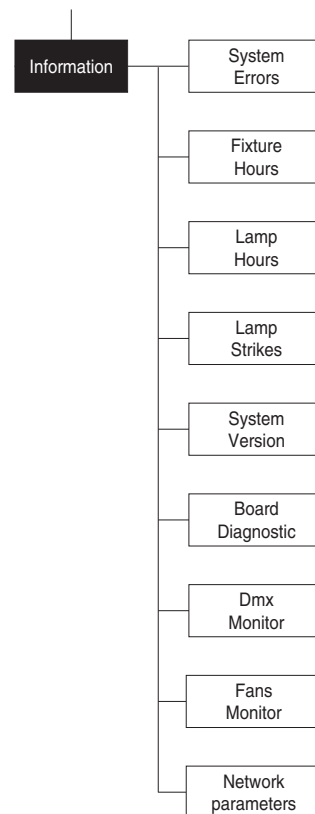 Information
System
Errors
Fixture
Hours
Lamp
Hours
Lamp
Strikes
System
Version
Board
Diagnostic
Dmx
Monitor
Fans
Monitor
Network
parameters